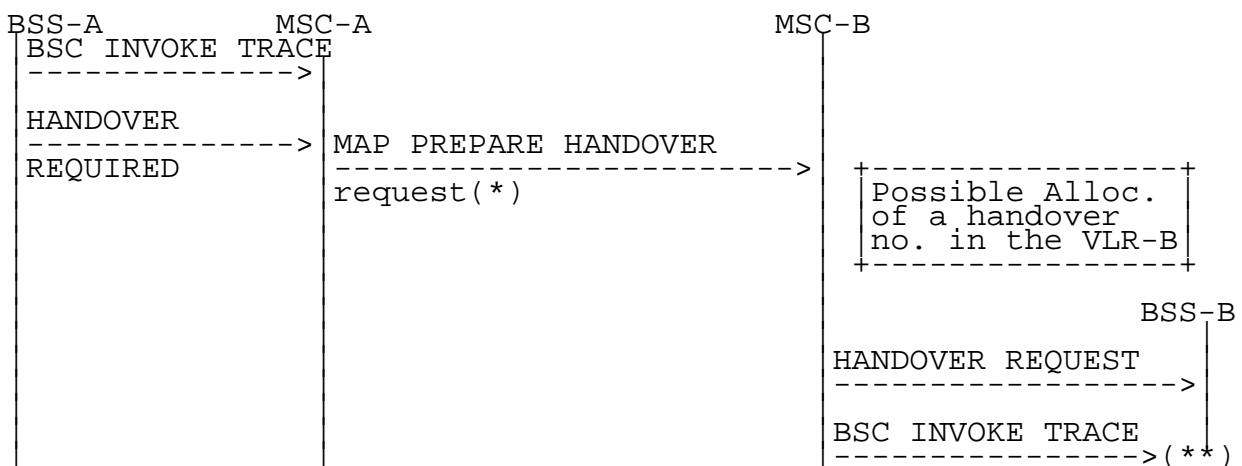 BSS-A MSC-A MSC-B
BSC INVOKE TRACE
HANDOVER
REQUIRED
MAP PREPARE HANDOVER
request(*)
Possible Alloc.
of a handover
no. in the VLR-B
BSS-B
HANDOVER REQUEST
BSC INVOKE TRACE
(**)